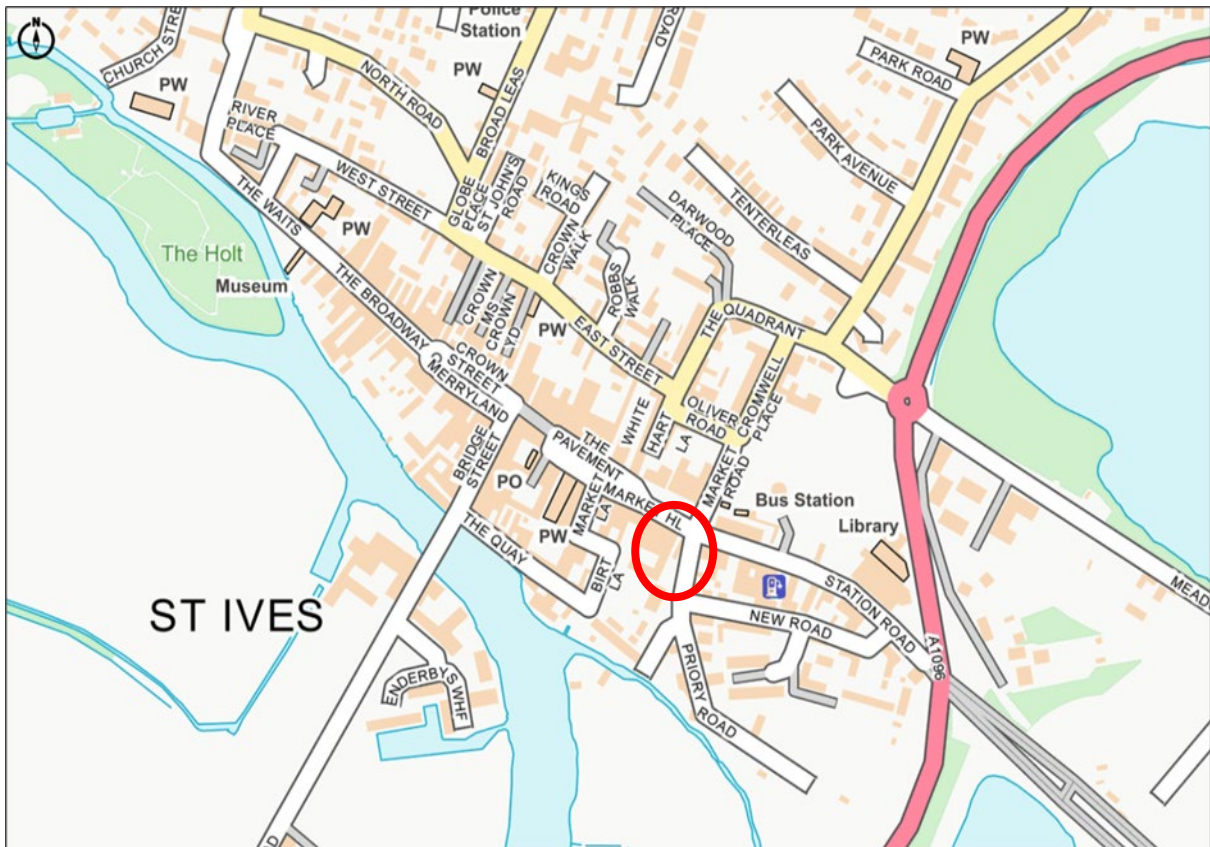 N
Police
Station
CHURCH STRE
PW
NORTH ROAD
PW
BROAD LEAS
ROAD
PARK ROAD
PW
RIVER
PLACE
WEST STREET
GLOBE
PLACE
ST JOHN'S
ROAD
KINGS
ROAD
PARK AVENUE
TENTERLEAS
DARWOOD
PLACE
THE WAITS
PW
The Holt
Museum
THE BROADWAY
CROWN
WALK
ROBBS
WALK
CROWN
MS
CROWN
YD
PW
EAST STREET
THE QUADRANT
CROWN
STREET
MERRYLAND
WHITE
HART
LA
OLIVER
ROAD
CROMWELL
PLACE
BRIDGE
STREET
THE
PAVEMENT
MARKET HL
MARKET
ROAD
PO
MARKET
LA
PW
Bus Station
Library
THE QUAY
BIRT
LA
STATION ROAD
NEW ROAD
A1096
MEAD
ST IVES
PRIORY
ROAD
ENDERBYS WHF
D